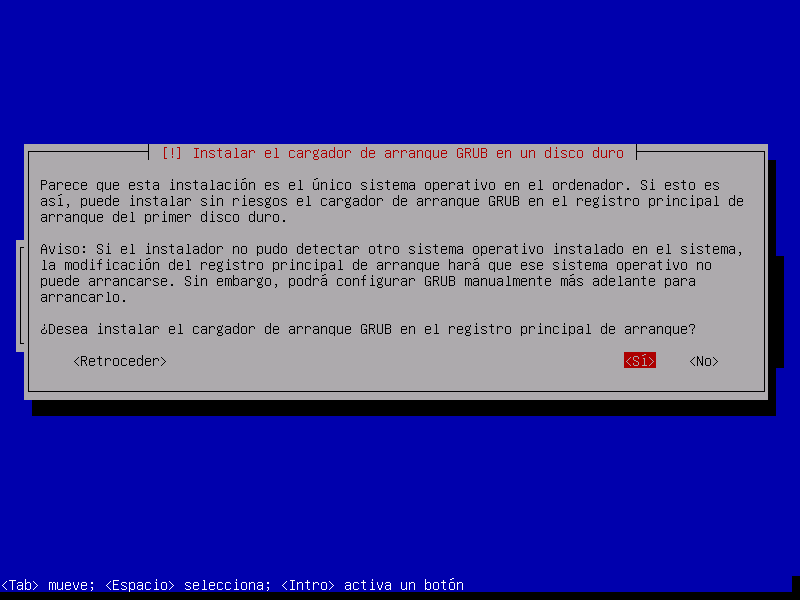 [!] Instalar el cargador de arranque GRUB en un disco duro
Parece que esta instalación es el único sistema operativo en el ordenador. Si esto es
así, puede instalar sin riesgos el cargador de arranque GRUB en el registro principal de
arranque del primer disco duro.
Aviso: Si el instalador no pudo detectar otro sistema operativo instalado en el sistema,
la modificación del registro principal de arranque hará que ese sistema operativo no
puede arrancarse. Sin embargo, podrá configurar GRUB manualmente más adelante para
arrancarlo.
¿Desea instalar el cargador de arranque GRUB en el registro principal de arranque?
<Retroceder> <Sí> <No>
<Tab> mueve; <Espacio> selecciona; <Intro> activa un botón